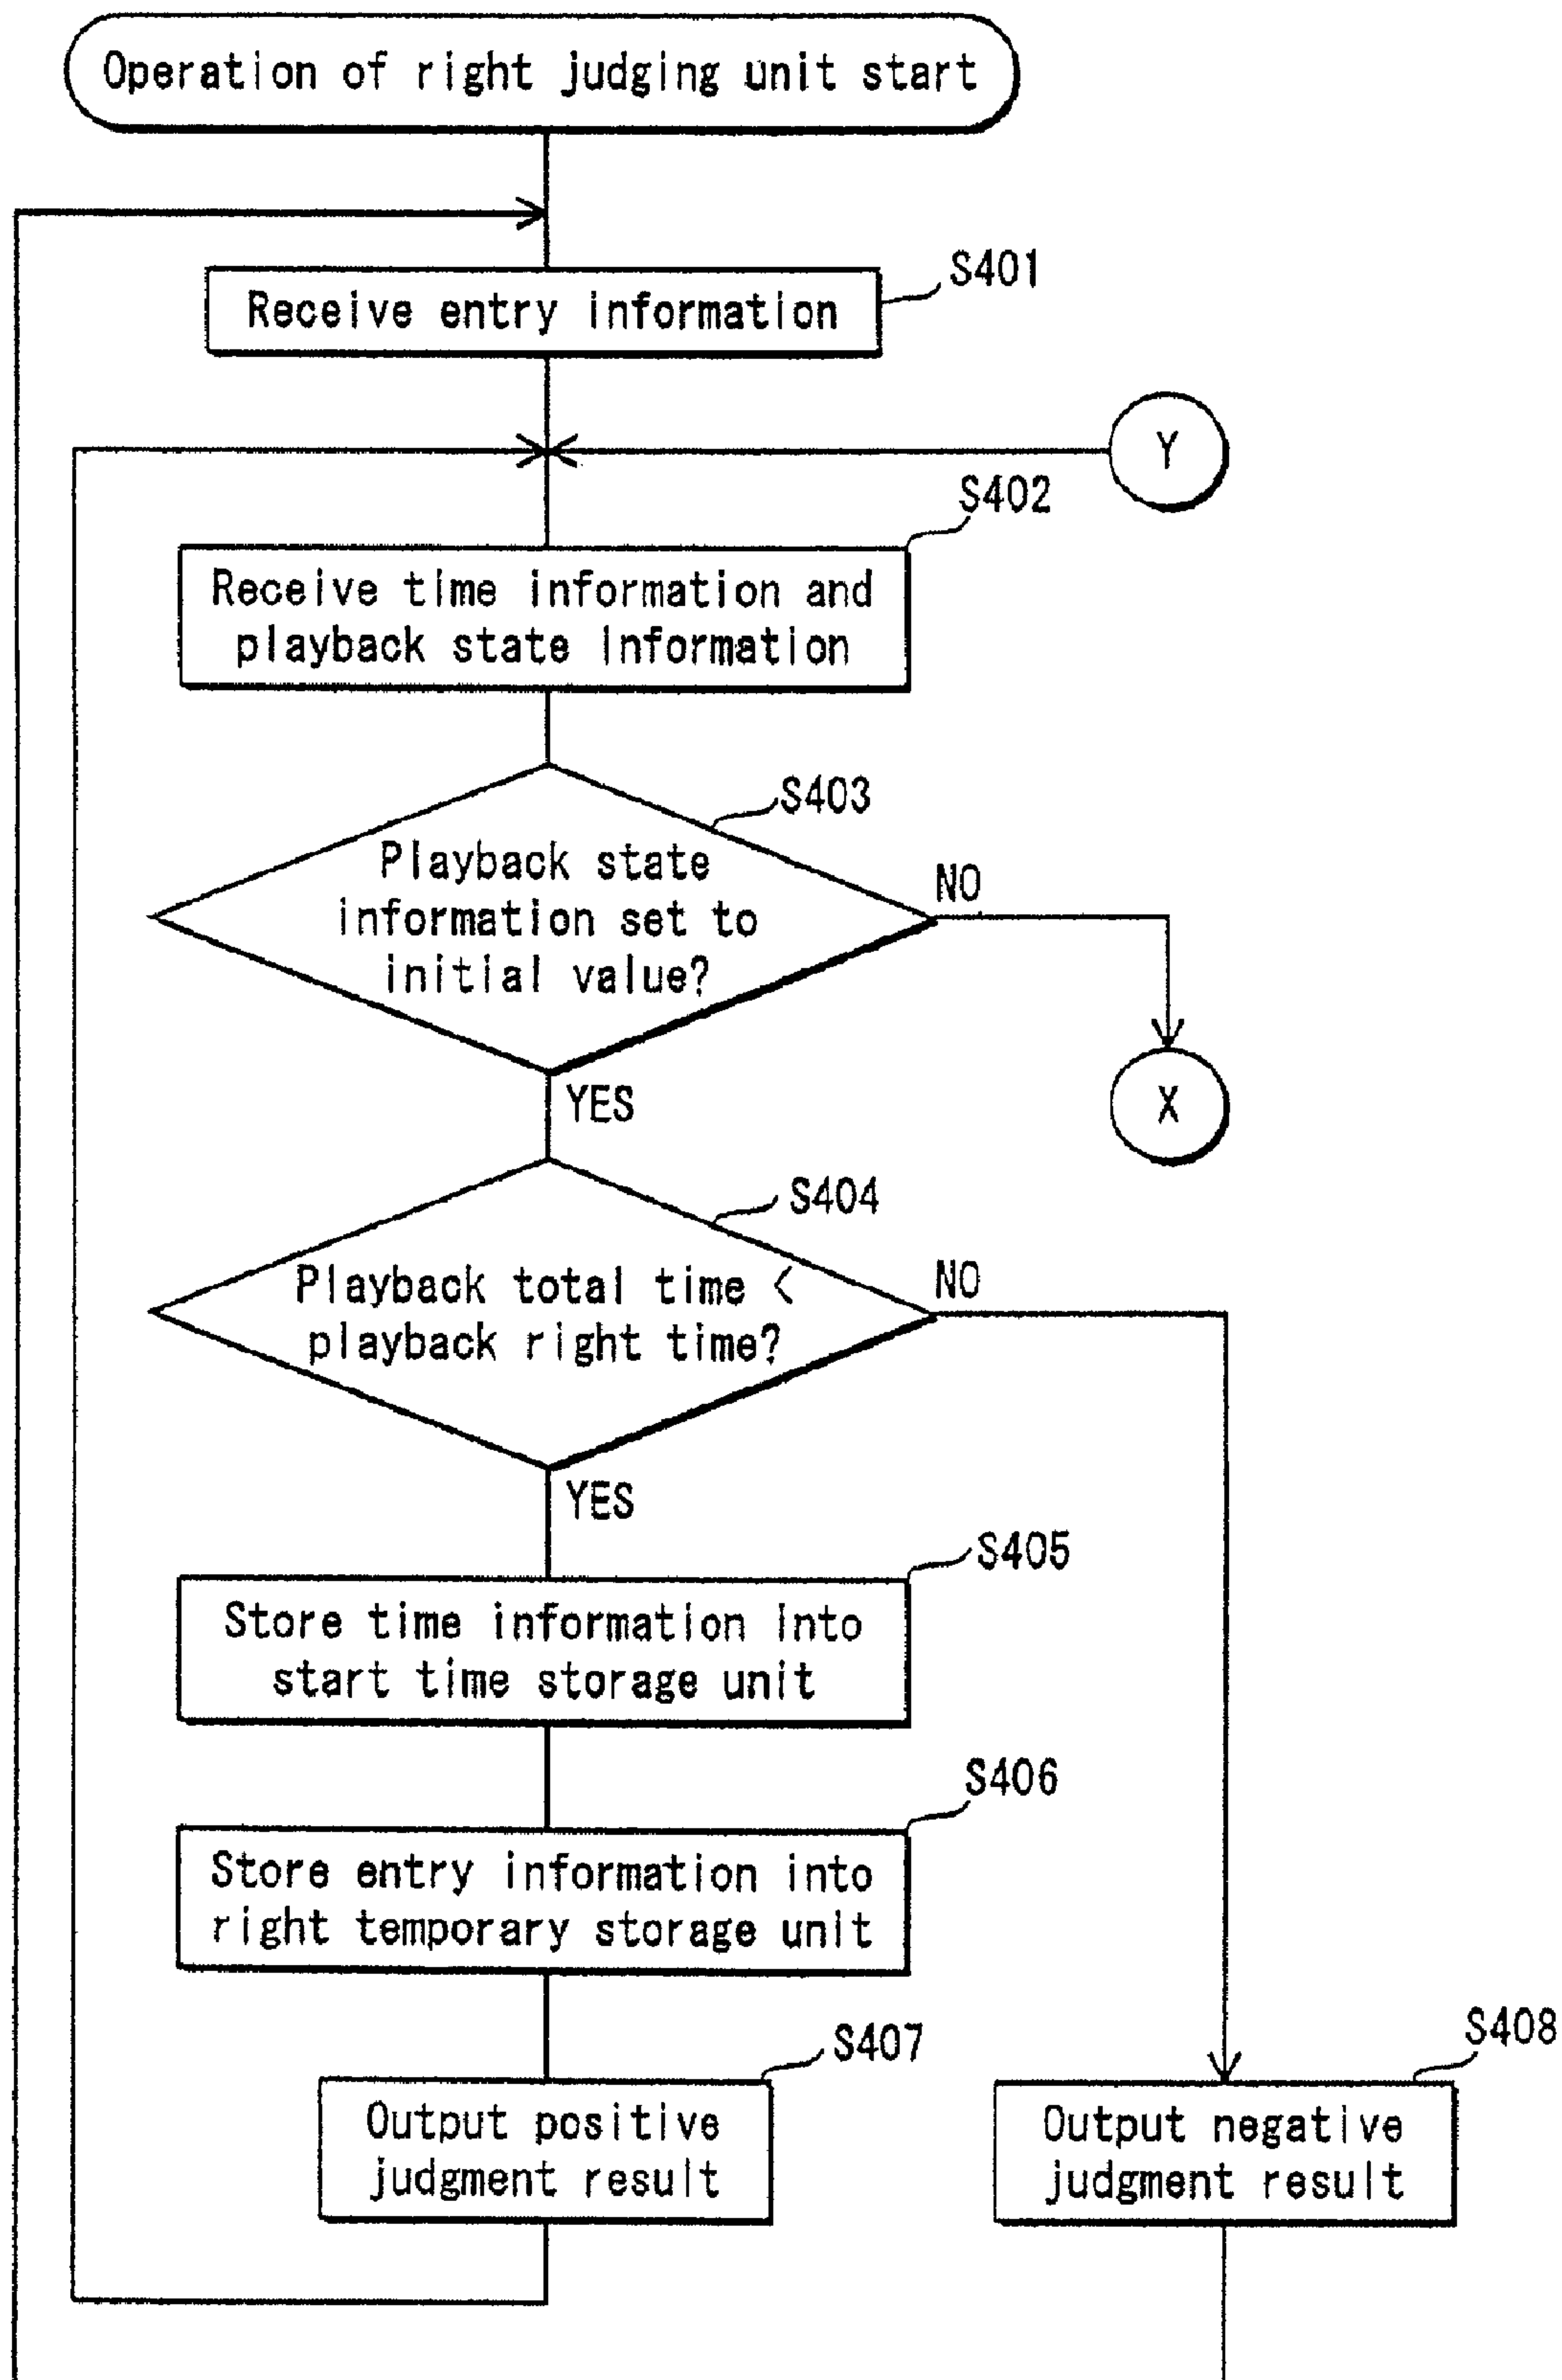 Operation of right judging unit start
S401
Receive entry information
Y
S402
Receive time information and
playback state information
S403
Playback state
information set to
initial value?
NO
X
YES
S404
Playback total time <
playback right time?
NO
YES
S405
Store time information into
start time storage unit
S406
Store entry information into
right temporary storage unit
S407
Output positive
judgment result
S408
Output negative
judgment result